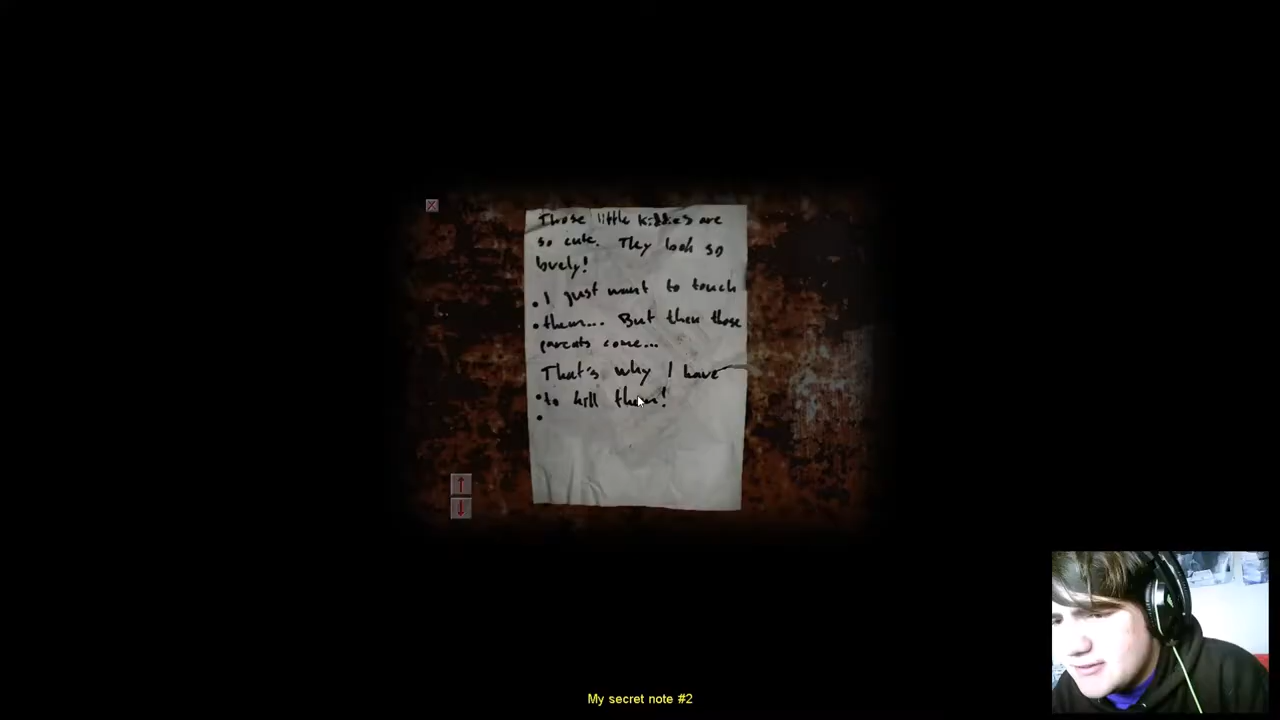 Those little kiddies are
so cute. They look so
lovely!
I just want to touch
them... But then those
parents come...
That's why I have
to kill them!
My secret note #2